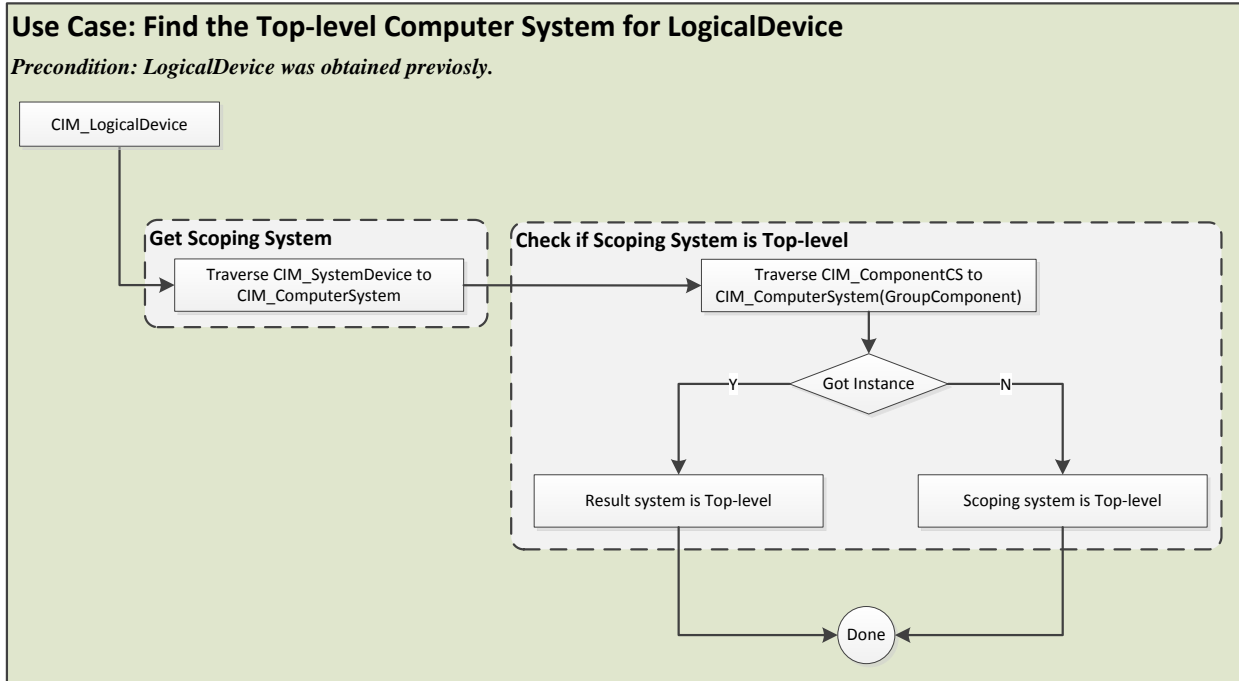 Use Case: Find the Top-level Computer System for LogicalDevice
Precondition: LogicalDevice was obtained previosly.
CIM_LogicalDevice
Get Scoping System
Traverse CIM_SystemDevice to
CIM_ComputerSystem
Check if Scoping System is Top-level
Traverse CIM_ComponentCS to
CIM_ComputerSystem(GroupComponent)
Got Instance
Y
N
Result system is Top-level
Scoping system is Top-level
Done